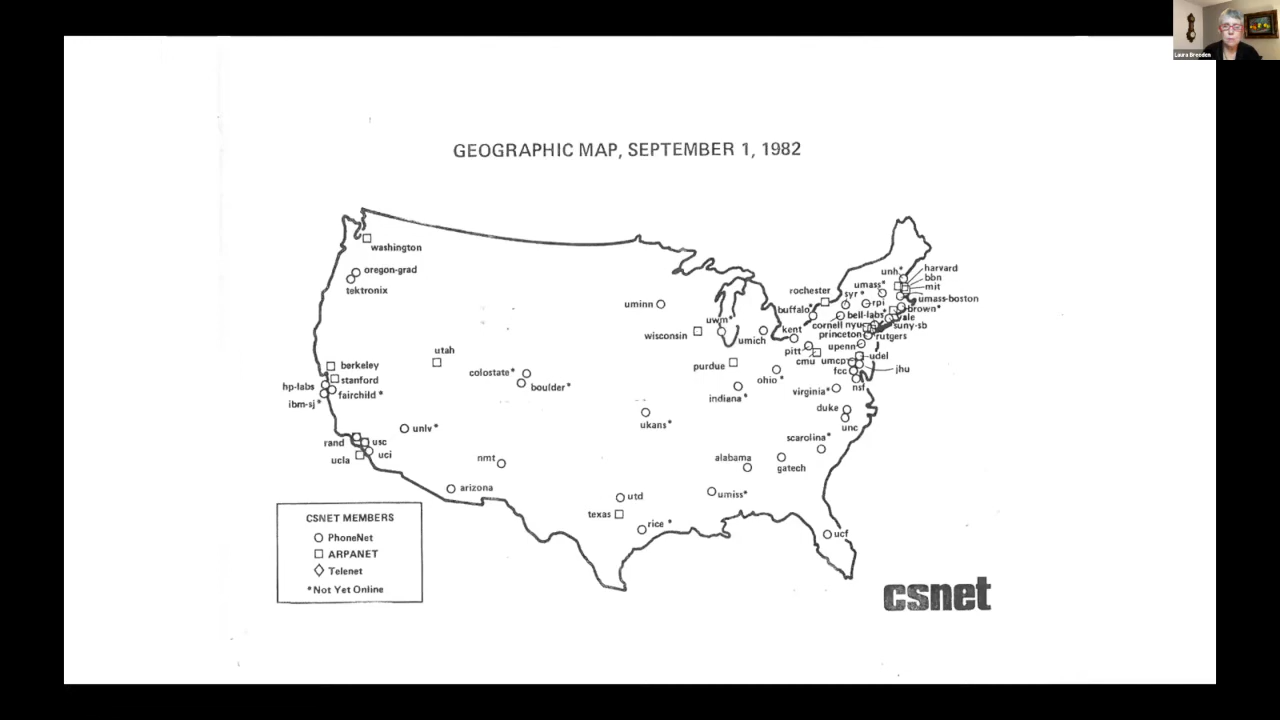 Laura Breeden
GEOGRAPHIC MAP, SEPTEMBER 1, 1982
washington
oregon-grad
tektronix
berkeley
stanford
hp-labs
fairchild *
ibm-sj *
rand
usc
ucla
uci
unlv *
utah
colostate *
boulder *
nmt
arizona
uminn
wisconsin
uwm *
umich
purdue
indiana *
ohio *
ukans *
utd
texas
rice *
umiss *
alabama
gatech
scarolina *
ucf
kent
buffalo *
rochester
syr *
rpi
umass *
unh *
harvard
bbn
mit
umass-boston
brown *
yale
suny-sb
bell-labs
cornell
nyu
princeton
rutgers
upenn
pitt
cmu
umcp
udel
jhu
fcc
nsf
virginia *
duke
unc
CSNET MEMBERS
PhoneNet
ARPANET
Telenet
*Not Yet Online
csnet